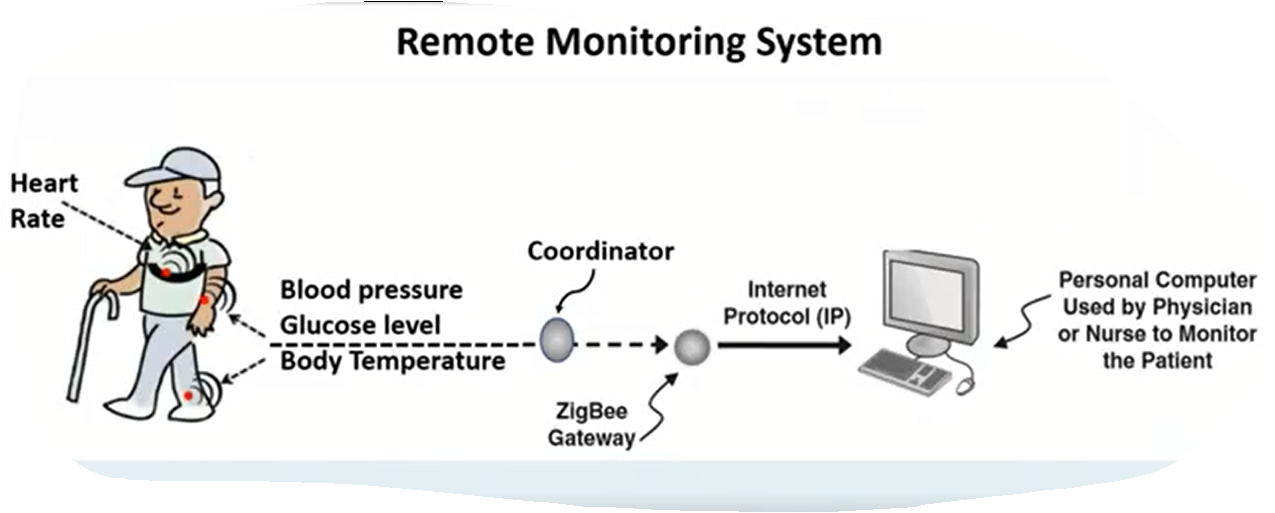 Remote Monitoring System
Heart
Rate
Blood pressure
Glucose level
Body Temperature
Coordinator
ZigBee
Gateway
Internet
Protocol (IP)
Personal Computer
Used by Physician
or Nurse to Monitor
the Patient